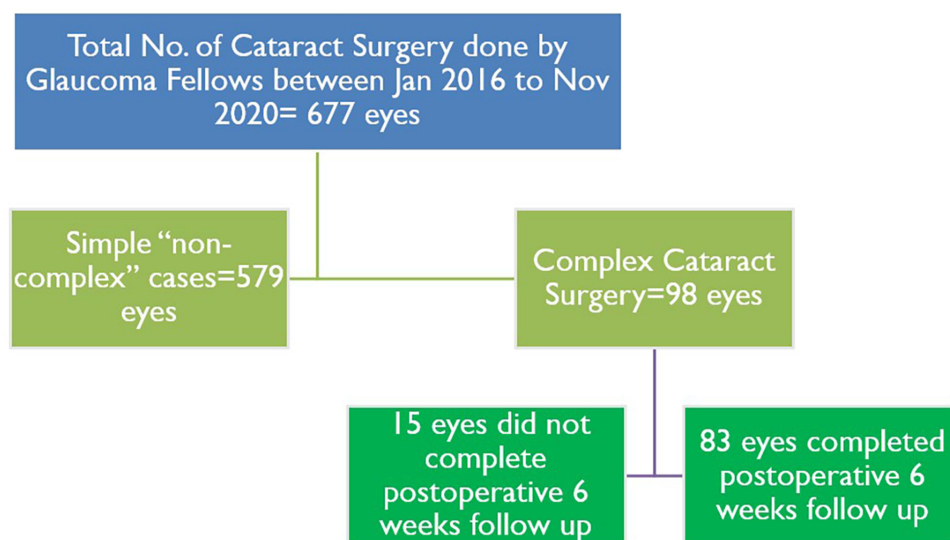 Total No. of Cataract Surgery done by
Glaucoma Fellows between Jan 2016 to Nov
2020= 677 eyes
Simple “non-
complex” cases=579
eyes
Complex Cataract
Surgery=98 eyes
15 eyes did not
complete
postoperative 6
weeks follow up
83 eyes completed
postoperative 6
weeks follow up